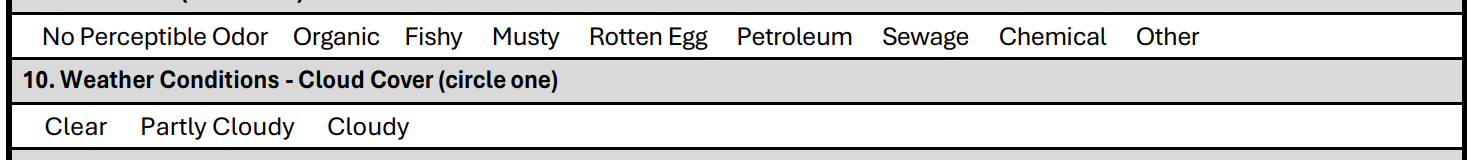 No Perceptible Odor Organic Fishy Musty Rotten Egg Petroleum Sewage Chemical Other
10. Weather Conditions - Cloud Cover (circle one)
Clear Partly Cloudy Cloudy